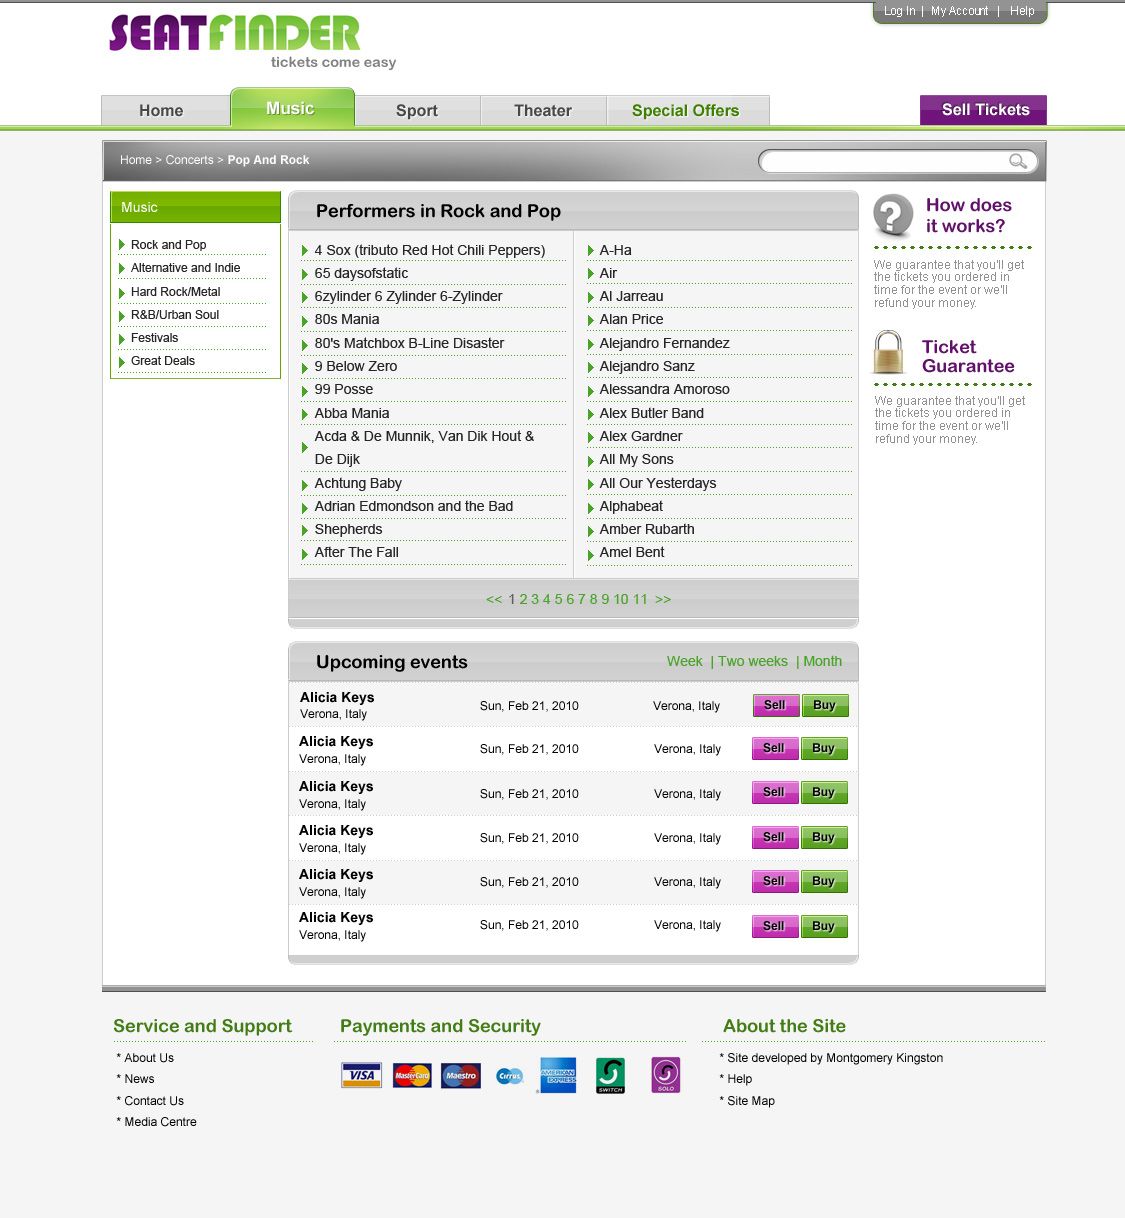 Log In | My Account | Help
SEATFINDER
tickets come easy
Home Music Sport Theater Special Offers Sell Tickets
Home > Concerts > Pop And Rock
Music
Rock and Pop
Alternative and Indie
Hard Rock/Metal
R&B/Urban Soul
Festivals
Great Deals
Performers in Rock and Pop
4 Sox (tributo Red Hot Chili Peppers)
65 daysofstatic
6zylinder 6 Zylinder 6-Zylinder
80s Mania
80's Matchbox B-Line Disaster
9 Below Zero
99 Posse
Abba Mania
Acda & De Munnik, Van Dik Hout &
De Dijk
Achtung Baby
Adrian Edmondson and the Bad
Shepherds
After The Fall
A-Ha
Air
Al Jarreau
Alan Price
Alejandro Fernandez
Alejandro Sanz
Alessandra Amoroso
Alex Butler Band
Alex Gardner
All My Sons
All Our Yesterdays
Alphabeat
Amber Rubarth
Amel Bent
<< 1 2 3 4 5 6 7 8 9 10 11 >>
How does
it works?
We guarantee that you'll get
the tickets you ordered in
time for the event or we'll
refund your money.
Ticket
Guarantee
We guarantee that you'll get
the tickets you ordered in
time for the event or we'll
refund your money.
Upcoming events Week | Two weeks | Month
Alicia Keys
Verona, Italy Sun, Feb 21, 2010 Verona, Italy Sell Buy
Alicia Keys
Verona, Italy Sun, Feb 21, 2010 Verona, Italy Sell Buy
Alicia Keys
Verona, Italy Sun, Feb 21, 2010 Verona, Italy Sell Buy
Alicia Keys
Verona, Italy Sun, Feb 21, 2010 Verona, Italy Sell Buy
Alicia Keys
Verona, Italy Sun, Feb 21, 2010 Verona, Italy Sell Buy
Alicia Keys
Verona, Italy Sun, Feb 21, 2010 Verona, Italy Sell Buy
Service and Support
* About Us
* News
* Contact Us
* Media Centre
Payments and Security
VISA MasterCard Maestro Cirrus AMERICAN EXPRESS S SWITCH S SOLO
About the Site
* Site developed by Montgomery Kingston
* Help
* Site Map